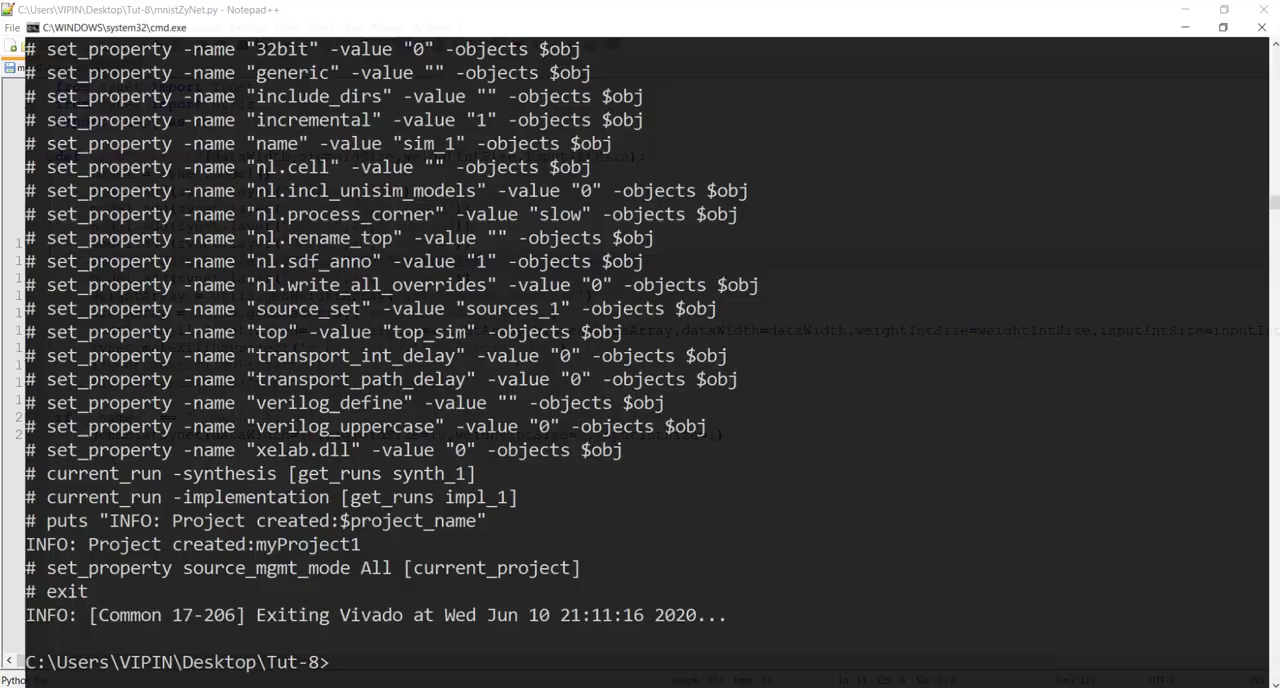 C:\Users\VIPIN\Desktop\Tut-8\mnistZyNet.py - Notepad++
File C:\WINDOWS\system32\cmd.exe
# set_property -name "32bit" -value "0" -objects $obj
# set_property -name "generic" -value "" -objects $obj
# set_property -name "include_dirs" -value "" -objects $obj
# set_property -name "incremental" -value "1" -objects $obj
# set_property -name "name" -value "sim_1" -objects $obj
# set_property -name "nl.cell" -value "" -objects $obj
# set_property -name "nl.incl_unisim_models" -value "0" -objects $obj
# set_property -name "nl.process_corner" -value "slow" -objects $obj
# set_property -name "nl.rename_top" -value "" -objects $obj
# set_property -name "nl.sdf_anno" -value "1" -objects $obj
# set_property -name "nl.write_all_overrides" -value "0" -objects $obj
# set_property -name "source_set" -value "sources_1" -objects $obj
# set_property -name "top" -value "top_sim" -objects $obj
# set_property -name "transport_int_delay" -value "0" -objects $obj
# set_property -name "transport_path_delay" -value "0" -objects $obj
# set_property -name "verilog_define" -value "" -objects $obj
# set_property -name "verilog_uppercase" -value "0" -objects $obj
# set_property -name "xelab.dll" -value "0" -objects $obj
# current_run -synthesis [get_runs synth_1]
# current_run -implementation [get_runs impl_1]
# puts "INFO: Project created:$project_name"
INFO: Project created:myProject1
# set_property source_mgmt_mode All [current_project]
# exit
INFO: [Common 17-206] Exiting Vivado at Wed Jun 10 21:11:16 2020...
C:\Users\VIPIN\Desktop\Tut-8>